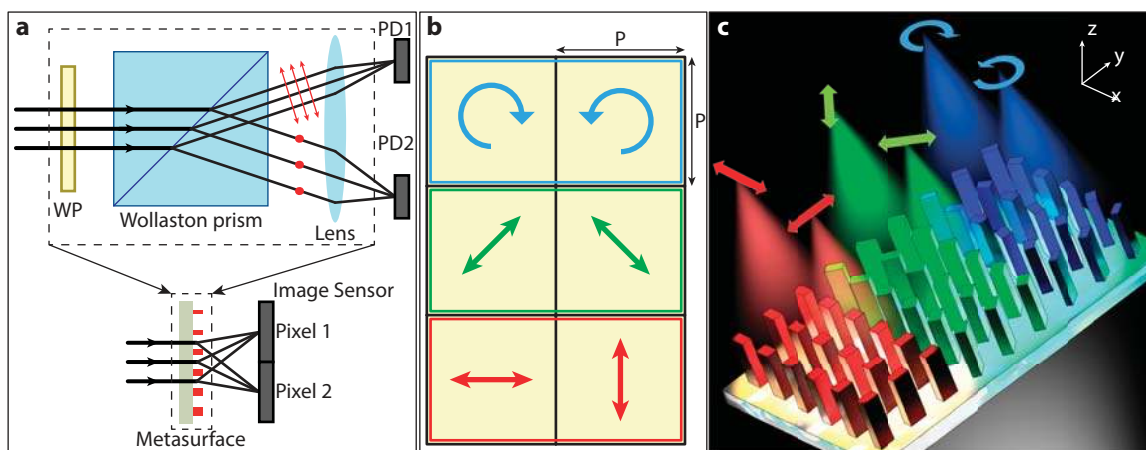 a
PD1
PD2
WP
Wollaston prism
Lens
Image Sensor
Pixel 1
Pixel 2
Metasurface
b
P
P
c
z
y
x